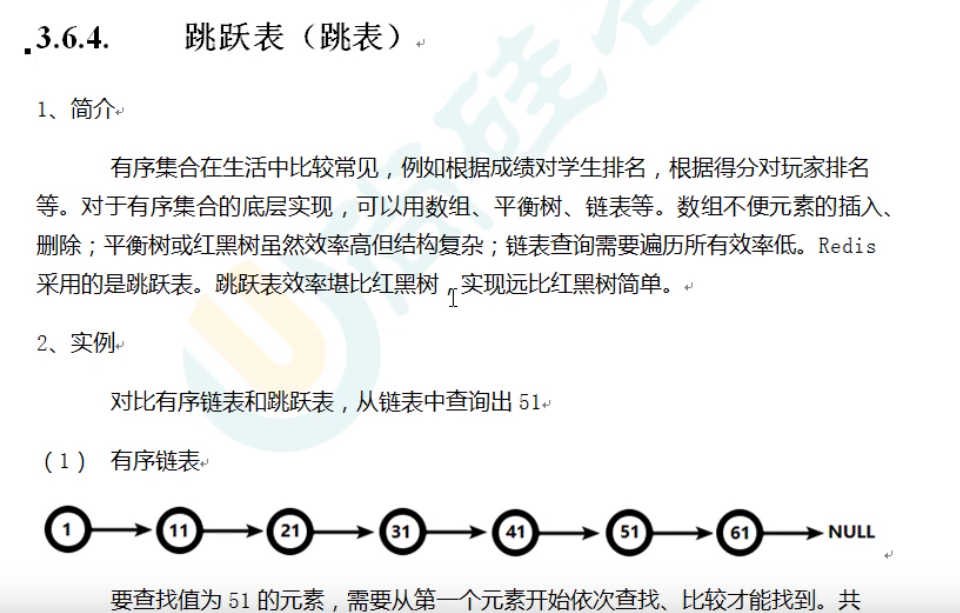 3.6.4. 跳跃表（跳表）
1、简介
有序集合在生活中比较常见，例如根据成绩对学生排名，根据得分对玩家排名
等。对于有序集合的底层实现，可以用数组、平衡树、链表等。数组不便元素的插入、
删除；平衡树或红黑树虽然效率高但结构复杂；链表查询需要遍历所有效率低。Redis
采用的是跳跃表。跳跃表效率堪比红黑树，实现远比红黑树简单。
2、实例
对比有序链表和跳跃表，从链表中查询出 51
（1） 有序链表
1 11 21 31 41 51 61 NULL
要查找值为 51 的元素，需要从第一个元素开始依次查找、比较才能找到。共